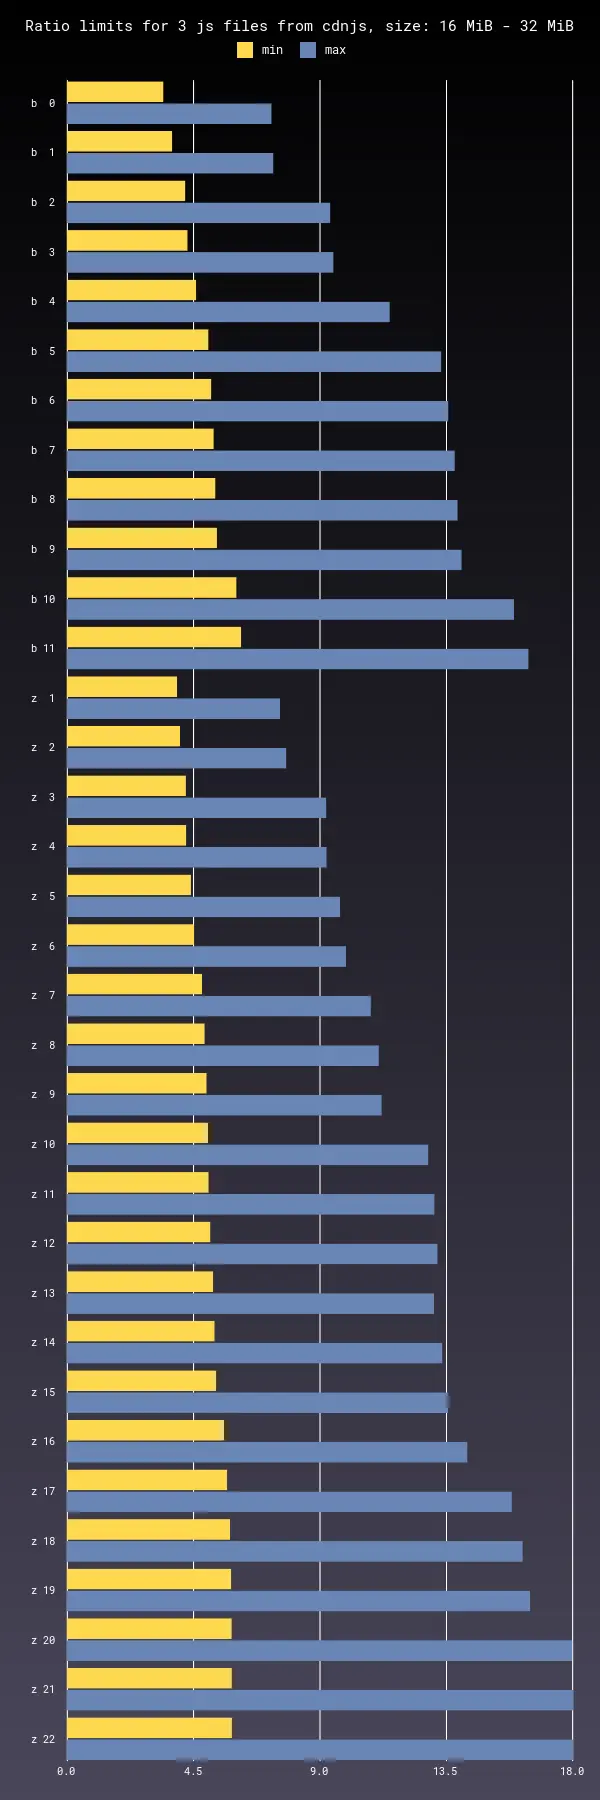 Ratio limits for 3 js files from cdnjs, size: 16 MiB - 32 MiB
min max
b 0
b 1
b 2
b 3
b 4
b 5
b 6
b 7
b 8
b 9
b 10
b 11
z 1
z 2
z 3
z 4
z 5
z 6
z 7
z 8
z 9
z 10
z 11
z 12
z 13
z 14
z 15
z 16
z 17
z 18
z 19
z 20
z 21
z 22
0.0 4.5 9.0 13.5 18.0